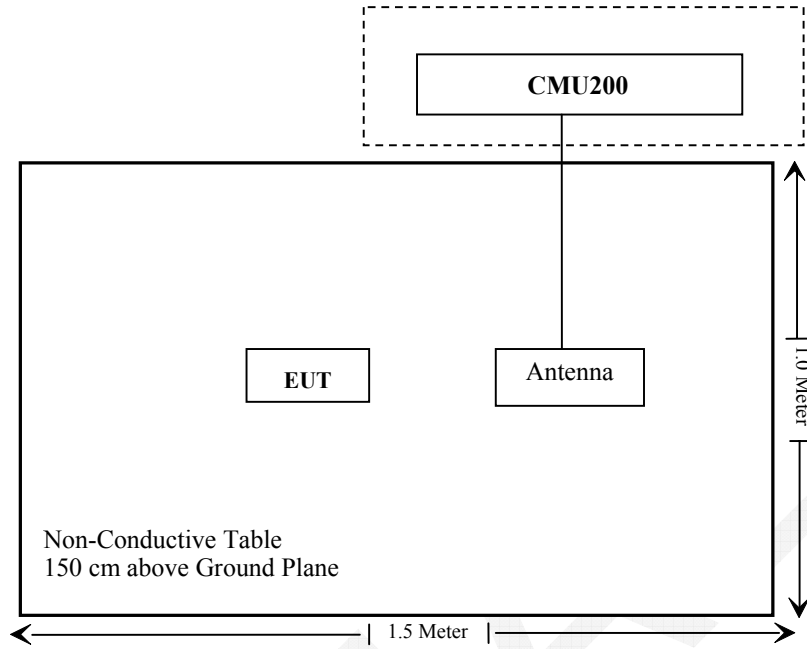 CMU200
EUT
Antenna
1.0 Meter
Non-Conductive Table
150 cm above Ground Plane
1.5 Meter